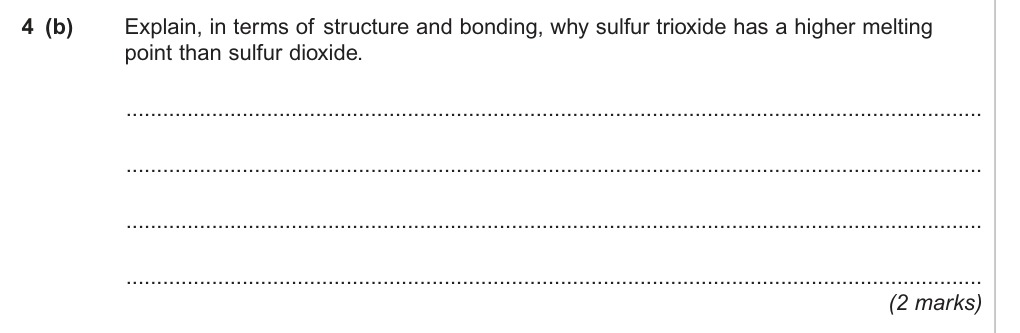 4 (b) Explain, in terms of structure and bonding, why sulfur trioxide has a higher melting
point than sulfur dioxide.
(2 marks)